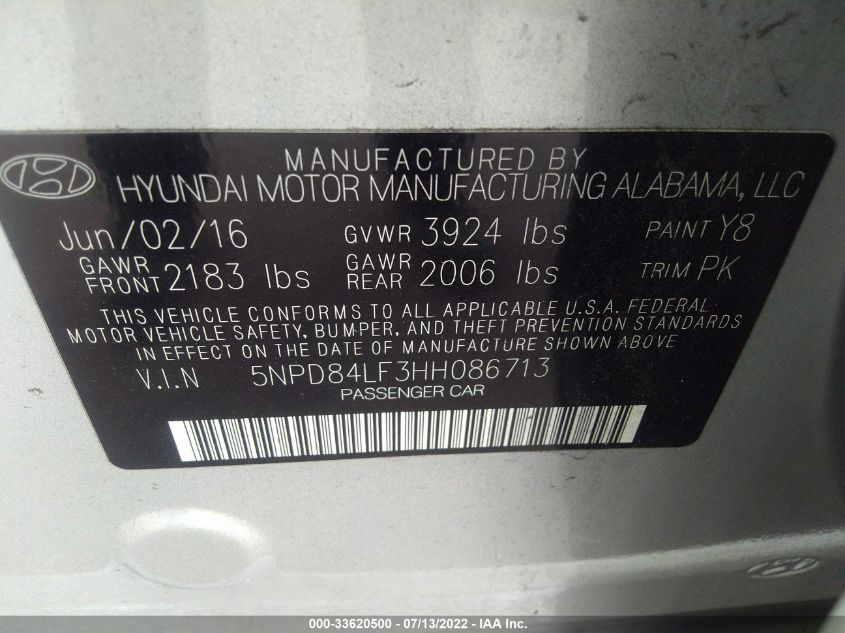 MANUFACTURED BY
HYUNDAI MOTOR MANUFACTURING ALABAMA, LLC
Jun/02/16 GVWR 3924 lbs PAINT Y8
GAWR FRONT 2183 lbs GAWR REAR 2006 lbs TRIM PK
THIS VEHICLE CONFORMS TO ALL APPLICABLE U.S.A. FEDERAL
MOTOR VEHICLE SAFETY, BUMPER, AND THEFT PREVENTION STANDARDS
IN EFFECT ON THE DATE OF MANUFACTURE SHOWN ABOVE
V.I.N 5NPD84LF3HH086713
PASSENGER CAR
000-33620500 - 07/13/2022 - IAA Inc.